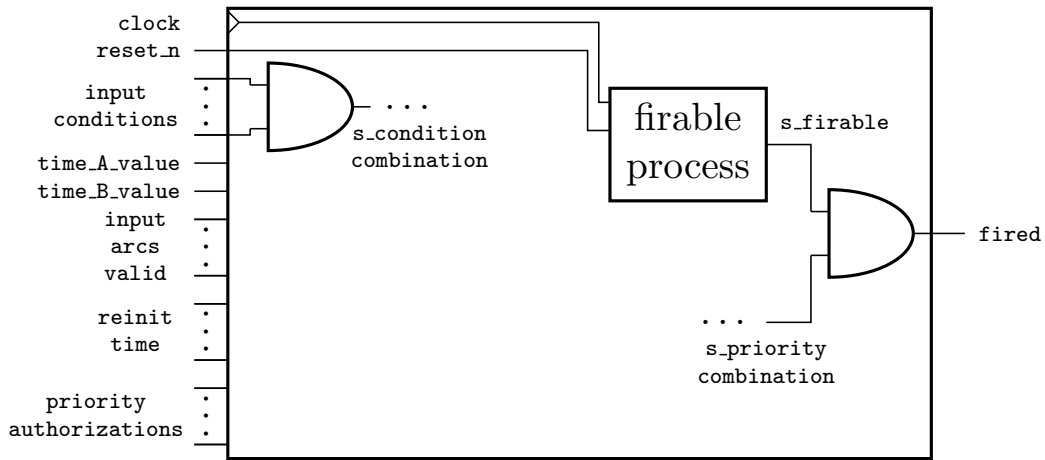 clock
reset_n
input
conditions
time_A_value
time_B_value
input
arcs
valid
reinit
time
priority
authorizations
· · ·
s_condition
combination
firable
process
s_firable
· · ·
s_priority
combination
fired